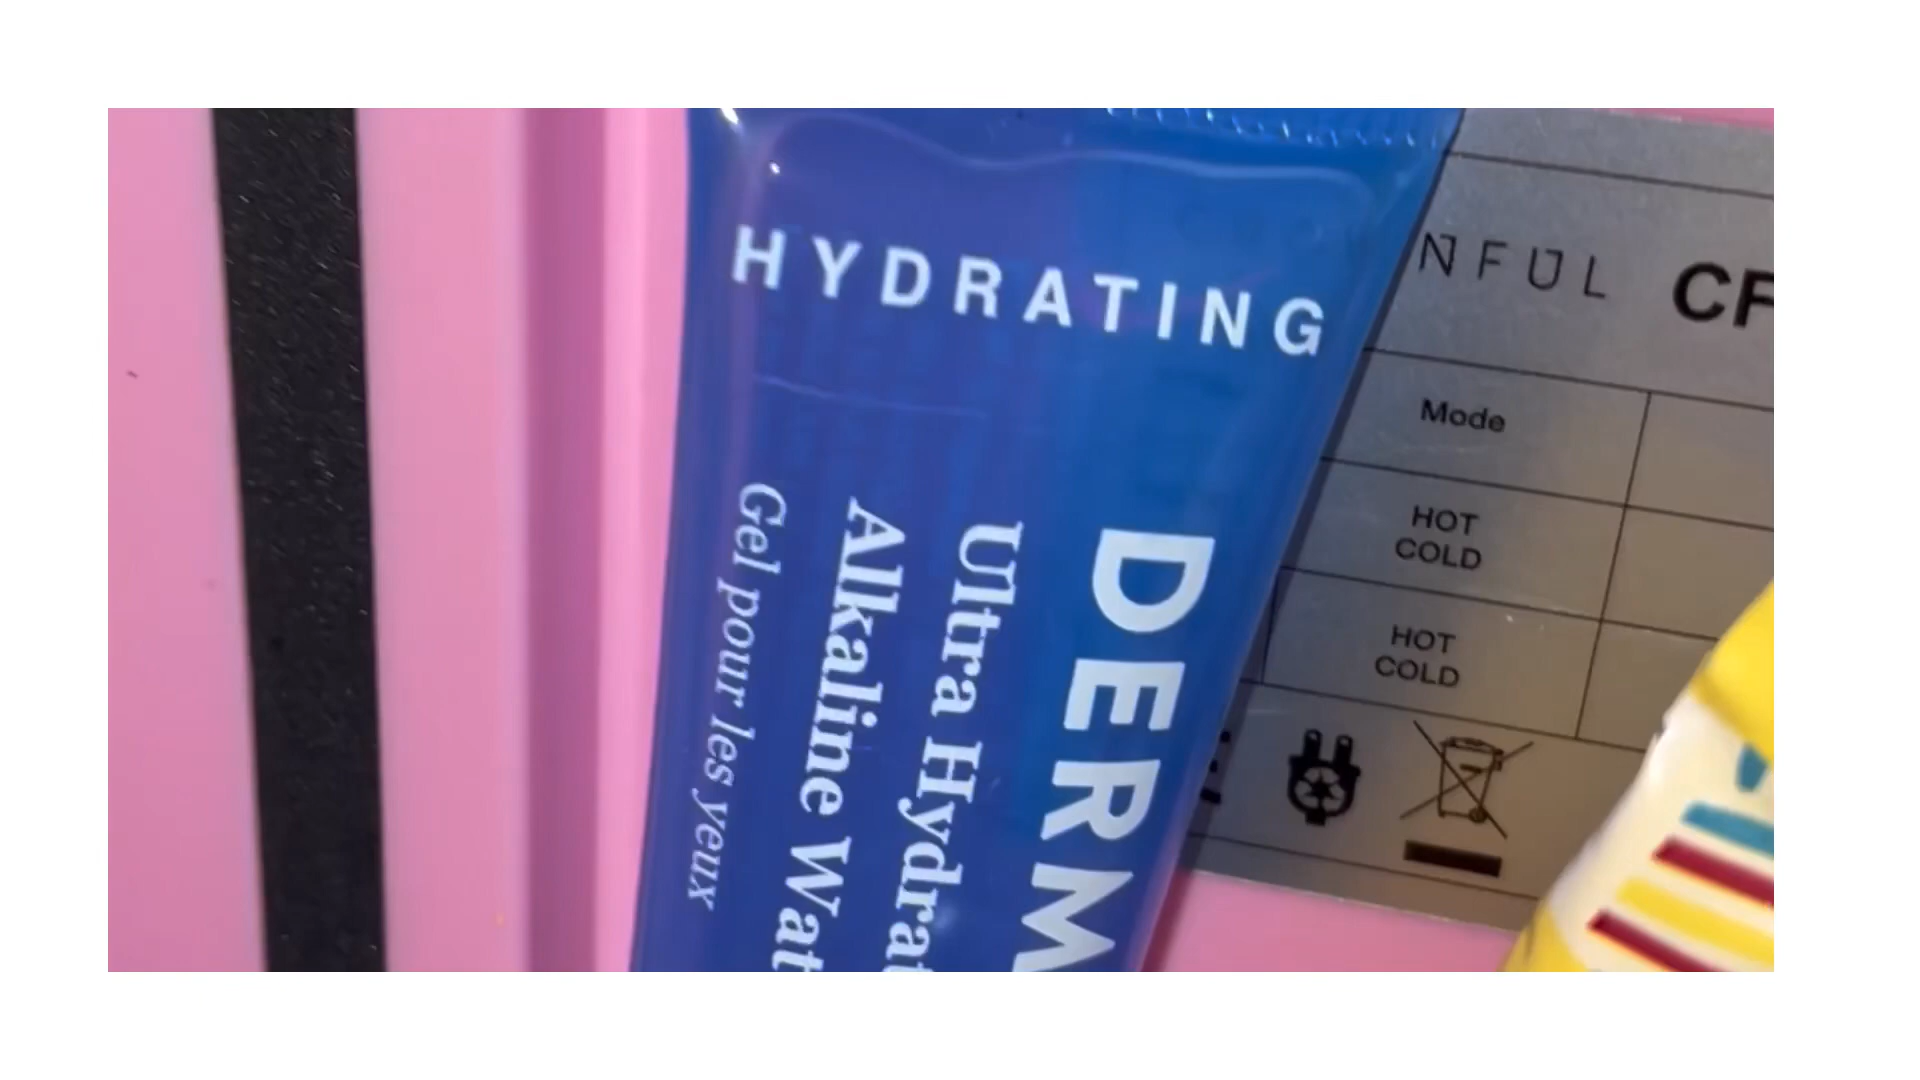 HYDRATING
DERM
Ultra Hydrat
Alkaline Wat
Gel pour les yeux
NFUL CF
Mode
HOT
COLD
HOT
COLD